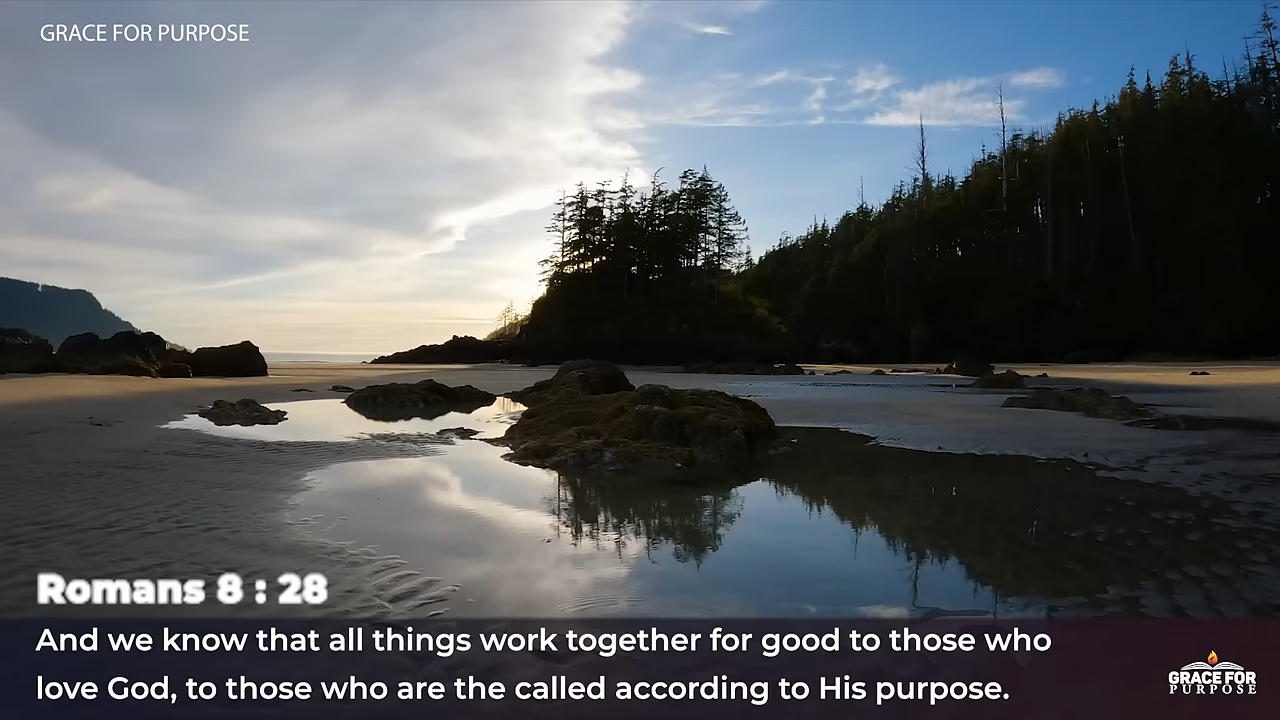 GRACE FOR PURPOSE
Romans 8 : 28
And we know that all things work together for good to those who
love God, to those who are the called according to His purpose.
GRACE FOR
PURPOSE